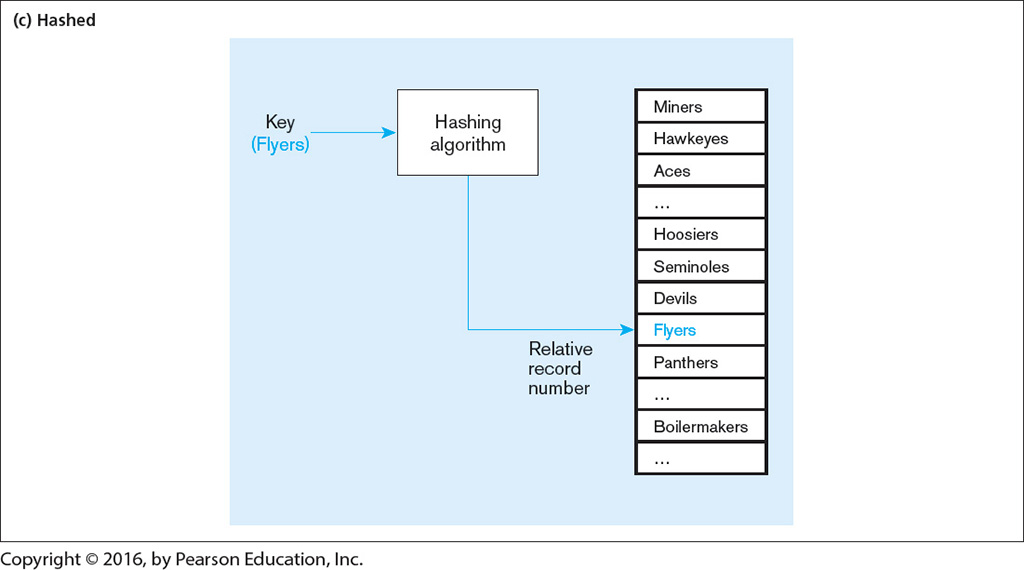 (c) Hashed
Key
(Flyers)
Hashing
algorithm
Relative
record
number
Miners
Hawkeyes
Aces
...
Hoosiers
Seminoles
Devils
Flyers
Panthers
...
Boilermakers
...
Copyright © 2016, by Pearson Education, Inc.